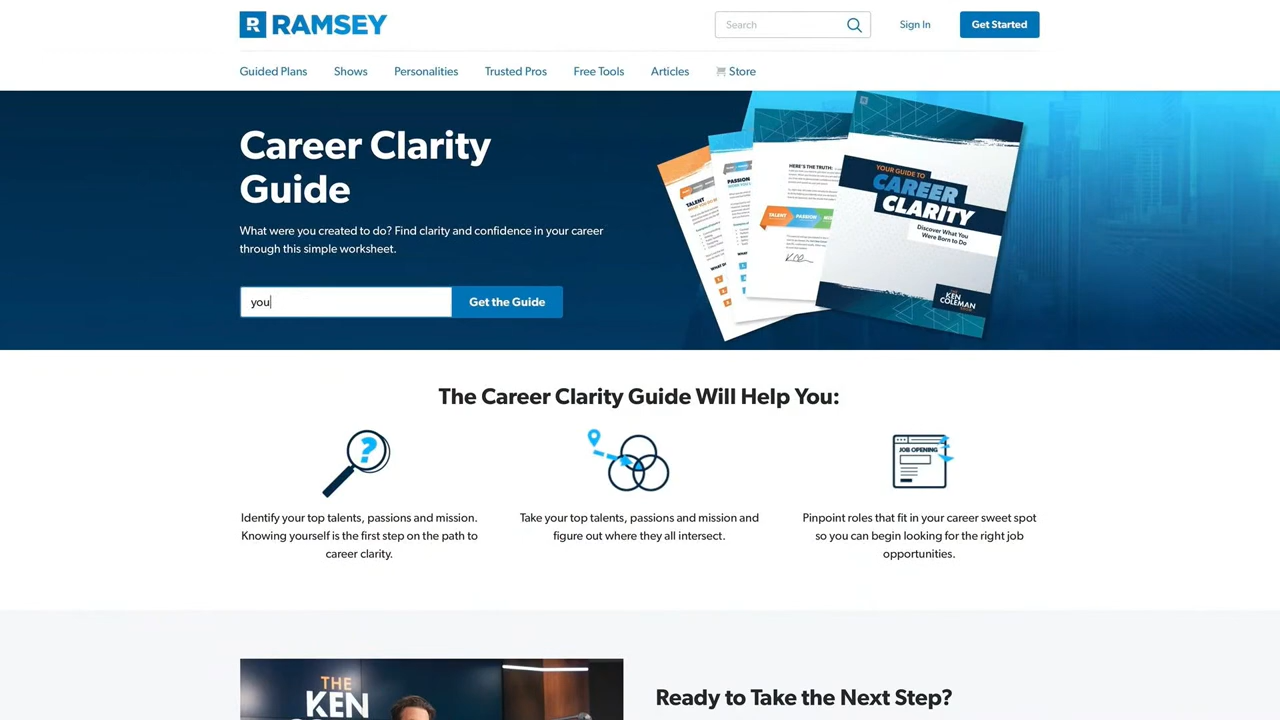 RAMSEY
Search
Sign In
Get Started
Guided Plans
Shows
Personalities
Trusted Pros
Free Tools
Articles
Store
Career Clarity
Guide
What were you created to do? Find clarity and confidence in your career
through this simple worksheet.
you
Get the Guide
TALENT
PASSION
HERE'S THE TRUTH:
TALENT
PASSION
YOUR GUIDE TO
CAREER
CLARITY
Discover What You
Were Born to Do
THE
KEN
COLEMAN
The Career Clarity Guide Will Help You:
JOB OPENING
Identify your top talents, passions and mission.
Knowing yourself is the first step on the path to
career clarity.
Take your top talents, passions and mission and
figure out where they all intersect.
Pinpoint roles that fit in your career sweet spot
so you can begin looking for the right job
opportunities.
THE
KEN
Ready to Take the Next Step?